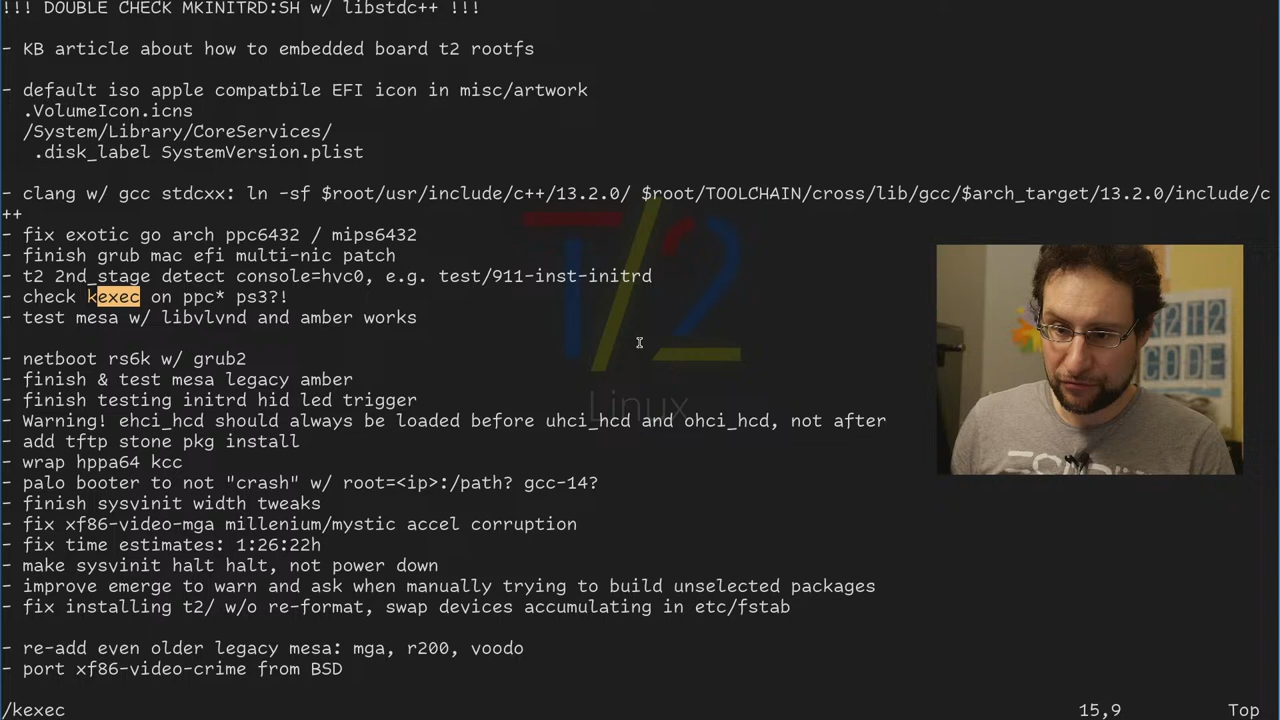 !!! DOUBLE CHECK MKINITRD:SH w/ libstdc++ !!!
- KB article about how to embedded board t2 rootfs
- default iso apple compatbile EFI icon in misc/artwork
.VolumeIcon.icns
/System/Library/CoreServices/
.disk_label SystemVersion.plist
- clang w/ gcc stdcxx: ln -sf $root/usr/include/c++/13.2.0/ $root/TOOLCHAIN/cross/lib/gcc/$arch_target/13.2.0/include/c
++
- fix exotic go arch ppc6432 / mips6432
- finish grub mac efi multi-nic patch
- t2 2nd_stage detect console=hvc0, e.g. test/911-inst-initrd
- check kexec on ppc* ps3?!
- test mesa w/ libvlvnd and amber works
- netboot rs6k w/ grub2
- finish & test mesa legacy amber
- finish testing initrd hid led trigger
- Warning! ehci_hcd should always be loaded before uhci_hcd and ohci_hcd, not after
- add tftp stone pkg install
- wrap hppa64 kcc
- palo booter to not "crash" w/ root=<ip>:/path? gcc-14?
- finish sysvinit width tweaks
- fix xf86-video-mga millenium/mystic accel corruption
- fix time estimates: 1:26:22h
- make sysvinit halt halt, not power down
- improve emerge to warn and ask when manually trying to build unselected packages
- fix installing t2/ w/o re-format, swap devices accumulating in etc/fstab
- re-add even older legacy mesa: mga, r200, voodo
- port xf86-video-crime from BSD
/kexec 15,9 Top
T/2
Linux
CODE